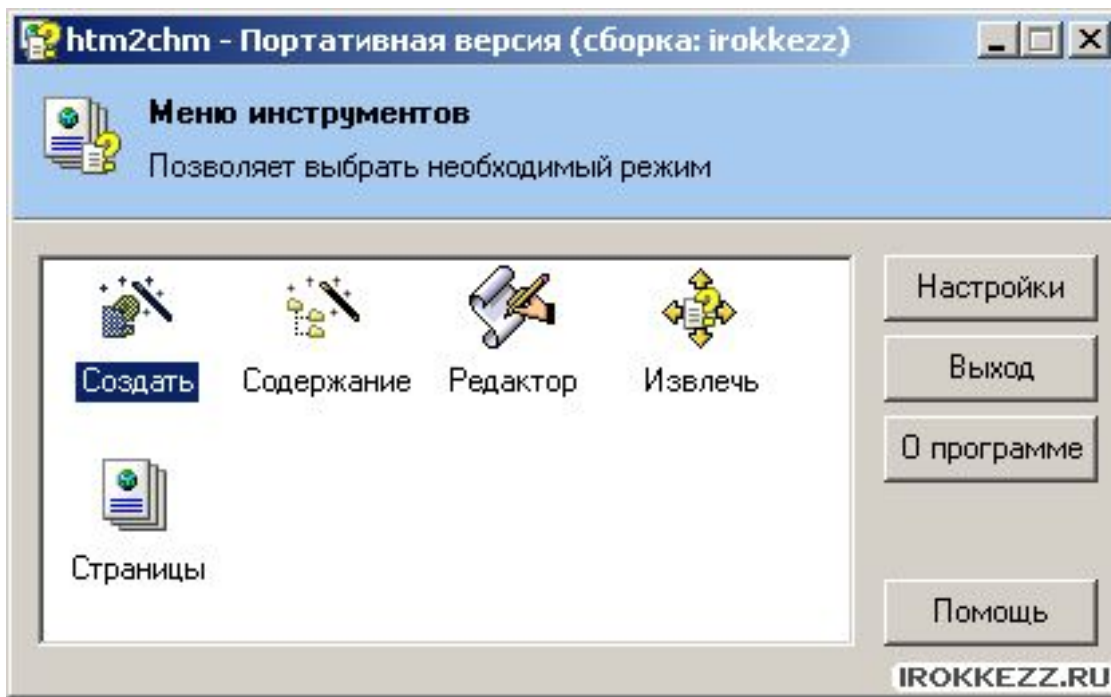 htm2chm - Портативная версия (сборка: irokkezz)
Меню инструментов
Позволяет выбрать необходимый режим
Создать
Содержание
Редактор
Извлечь
Страницы
Настройки
Выход
О программе
Помощь
IROKKEZZ.RU